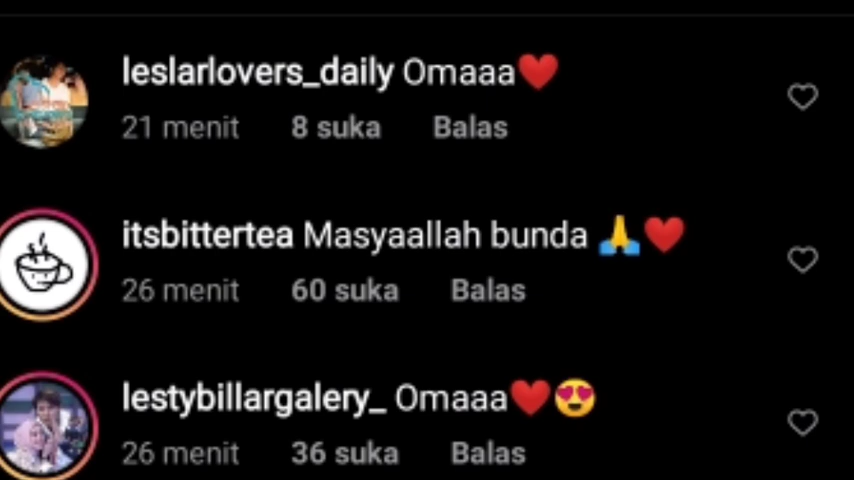 leslarlovers_daily Omaaa❤️
21 menit 8 suka Balas
itsbittertea Masyaallah bunda 🙏❤️
26 menit 60 suka Balas
lestybillargalery_ Omaaa❤️😍
26 menit 36 suka Balas